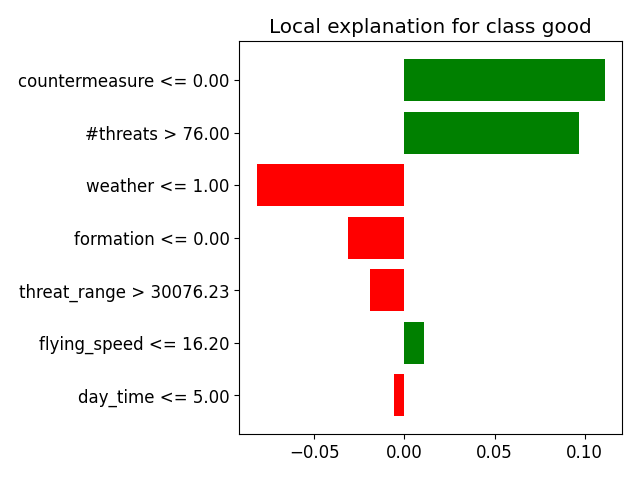 Local explanation for class good
countermeasure <= 0.00
#threats > 76.00
weather <= 1.00
formation <= 0.00
threat_range > 30076.23
flying_speed <= 16.20
day_time <= 5.00
−0.05 0.00 0.05 0.10